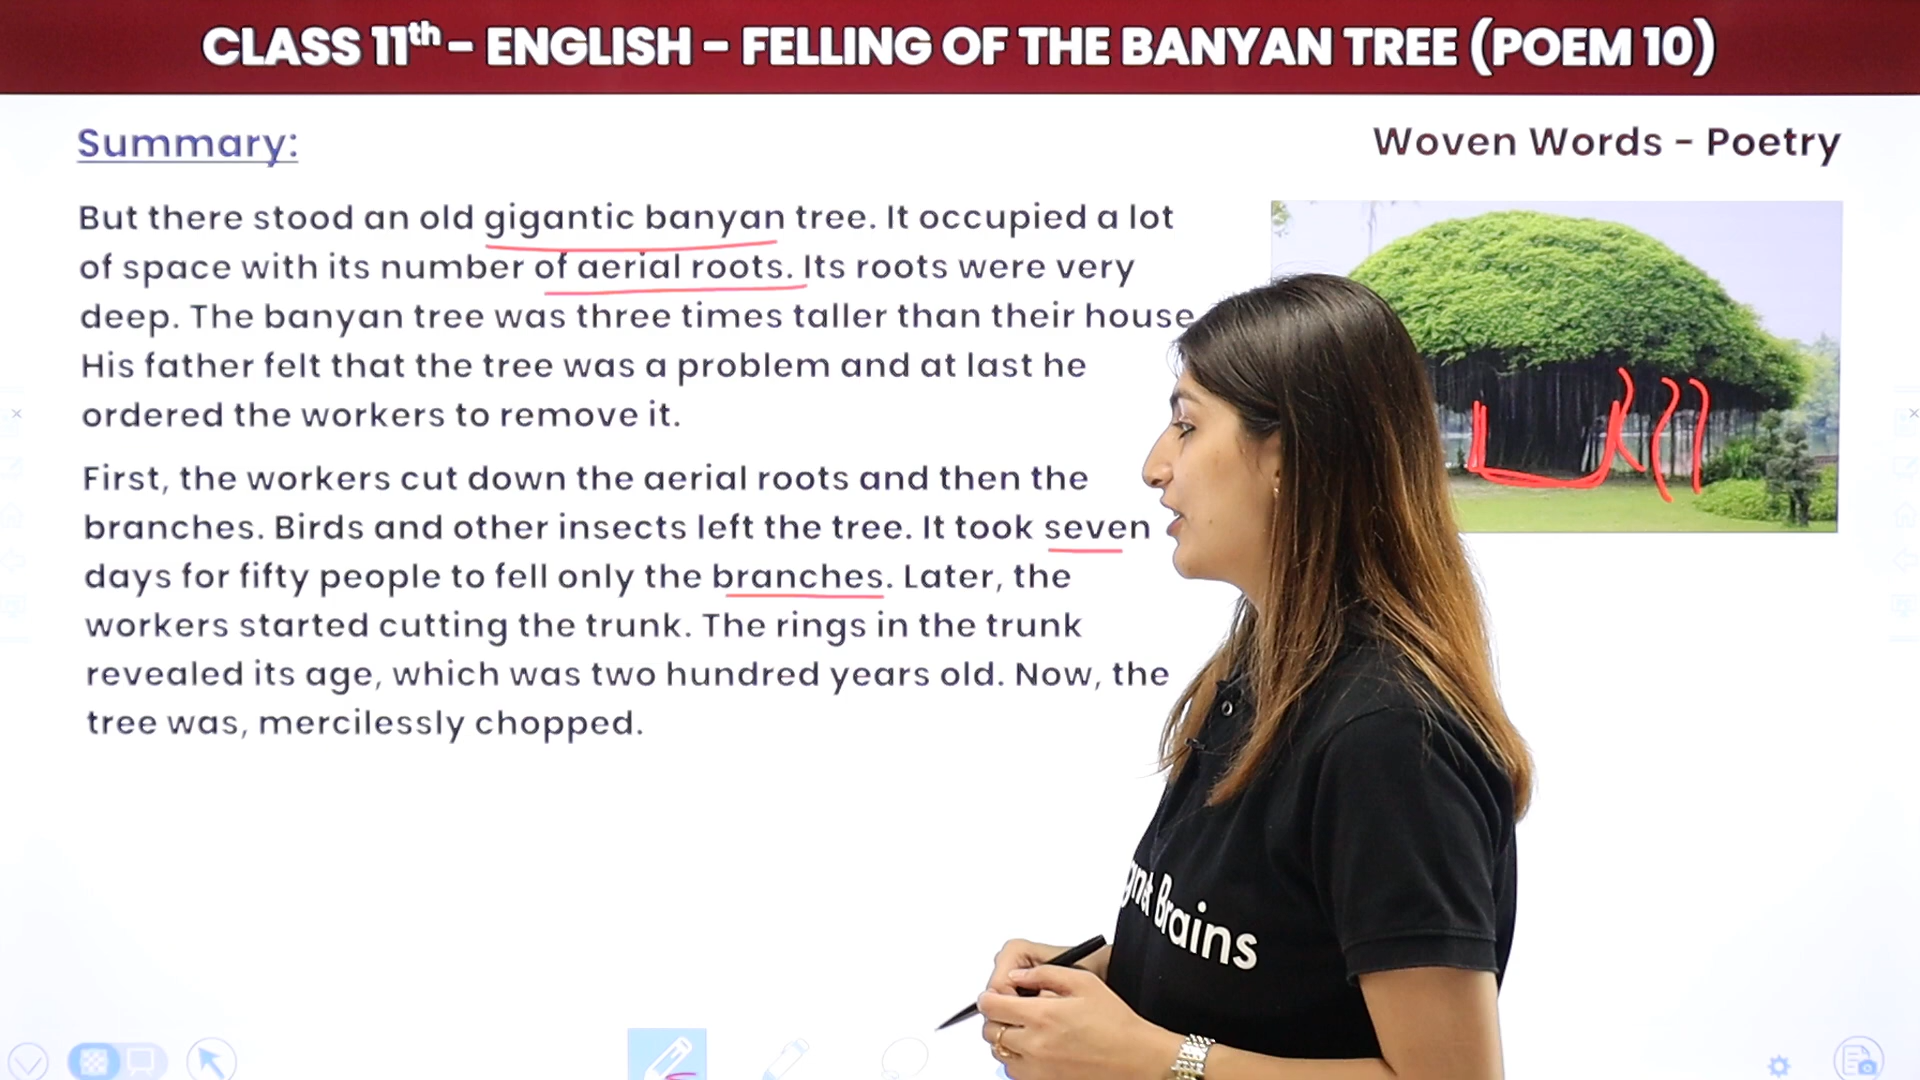 CLASS 11th - ENGLISH - FELLING OF THE BANYAN TREE (POEM 10)
Summary:
Woven Words - Poetry
But there stood an old gigantic banyan tree. It occupied a lot
of space with its number of aerial roots. Its roots were very
deep. The banyan tree was three times taller than their house
His father felt that the tree was a problem and at last he
ordered the workers to remove it.
First, the workers cut down the aerial roots and then the
branches. Birds and other insects left the tree. It took seven
days for fifty people to fell only the branches. Later, the
workers started cutting the trunk. The rings in the trunk
revealed its age, which was two hundred years old. Now, the
tree was, mercilessly chopped.
gnet Brains